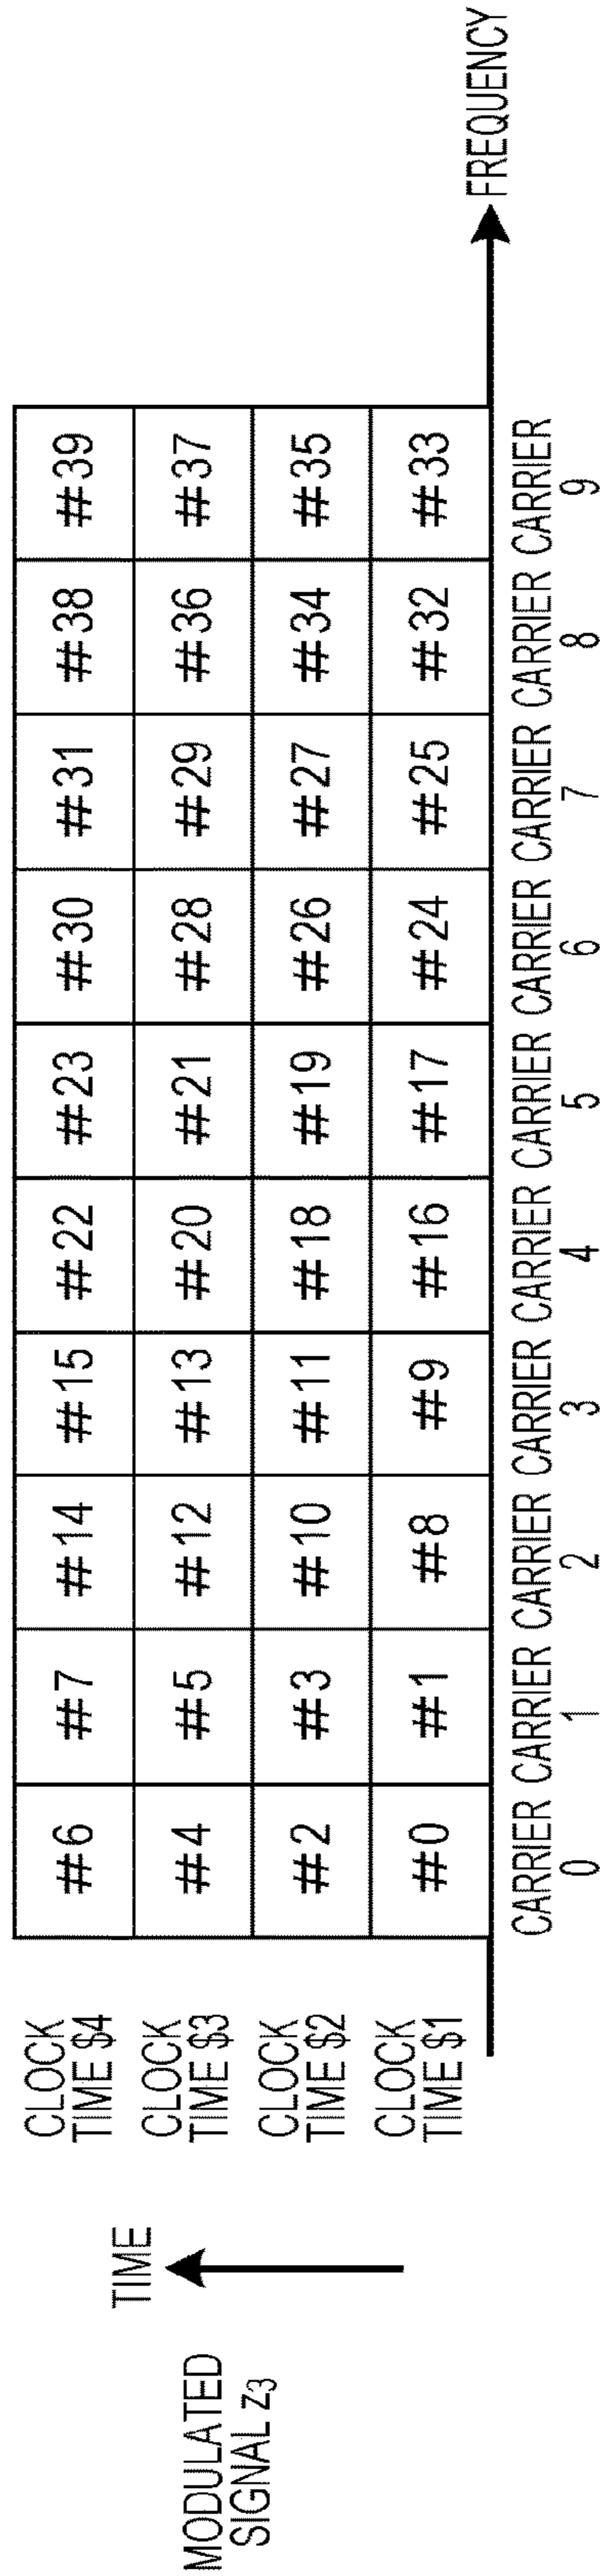 MODULATED
SIGNAL z3
TIME
CLOCK
TIME $4
#6 #7 #14 #15 #22 #23 #30 #31 #38 #39
CLOCK
TIME $3
#4 #5 #12 #13 #20 #21 #28 #29 #36 #37
CLOCK
TIME $2
#2 #3 #10 #11 #18 #19 #26 #27 #34 #35
CLOCK
TIME $1
#0 #1 #8 #9 #16 #17 #24 #25 #32 #33
FREQUENCY
CARRIER CARRIER CARRIER CARRIER CARRIER CARRIER CARRIER CARRIER CARRIER CARRIER
0 1 2 3 4 5 6 7 8 9